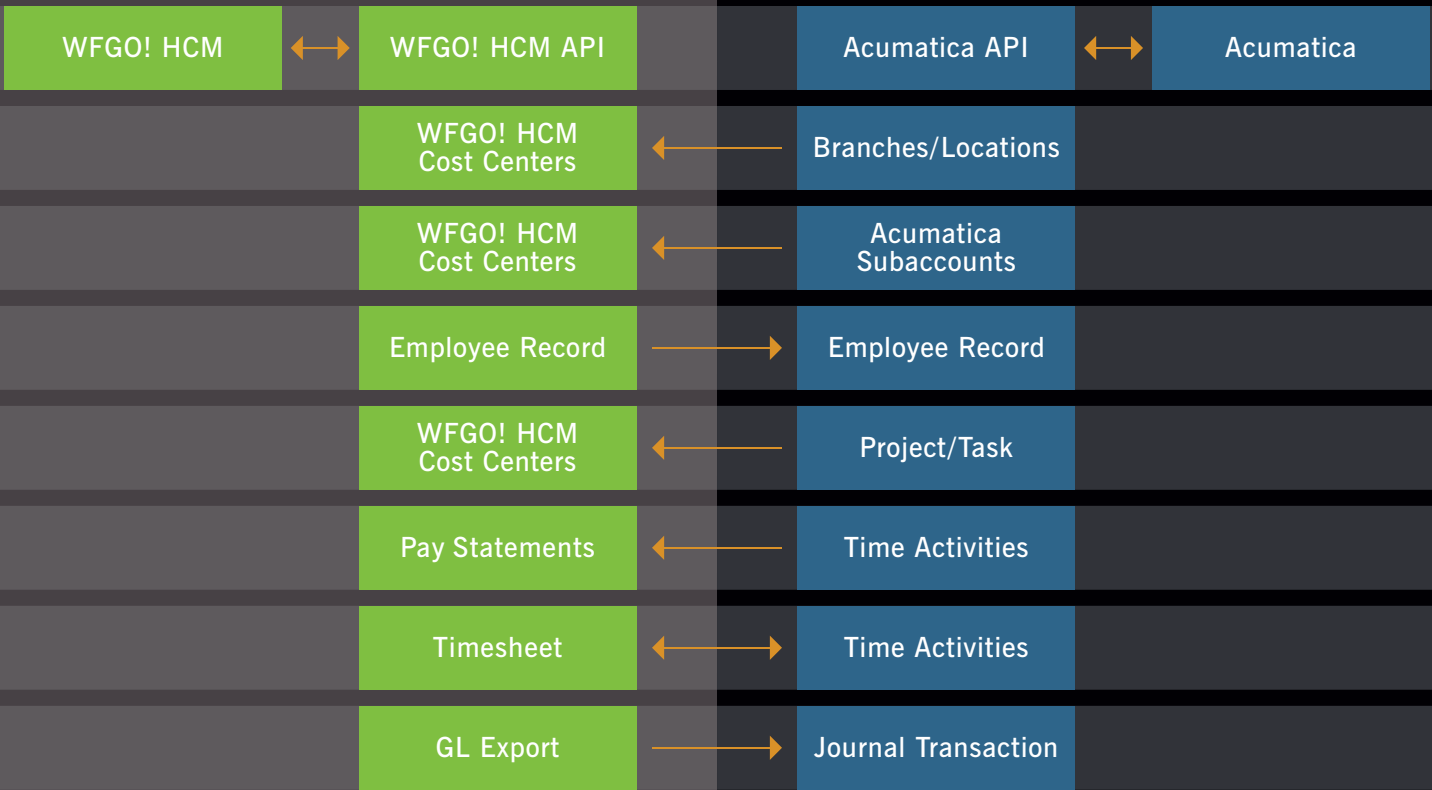 WFGO! HCM
WFGO! HCM API
Acumatica API
Acumatica
WFGO! HCM
Cost Centers
Branches/Locations
WFGO! HCM
Cost Centers
Acumatica
Subaccounts
Employee Record
Employee Record
WFGO! HCM
Cost Centers
Project/Task
Pay Statements
Time Activities
Timesheet
Time Activities
GL Export
Journal Transaction